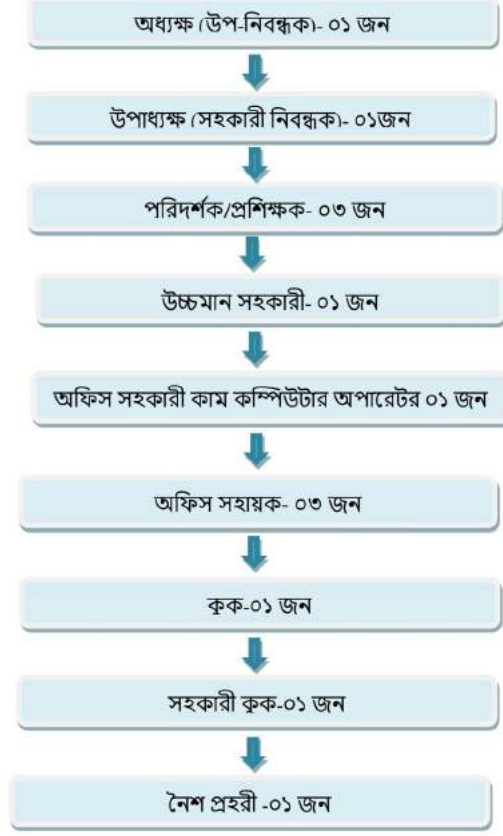 অধ্যক্ষ (উপ-নিবন্ধক)- ০১ জন
উপাধ্যক্ষ (সহকারী নিবন্ধক)- ০১জন
পরিদর্শক/প্রশিক্ষক- ০৩ জন
উচ্চমান সহকারী- ০১ জন
অফিস সহকারী কাম কম্পিউটার অপারেটর ০১ জন
অফিস সহায়ক- ০৩ জন
কুক-০১ জন
সহকারী কুক-০১ জন
নৈশ প্রহরী -০১ জন